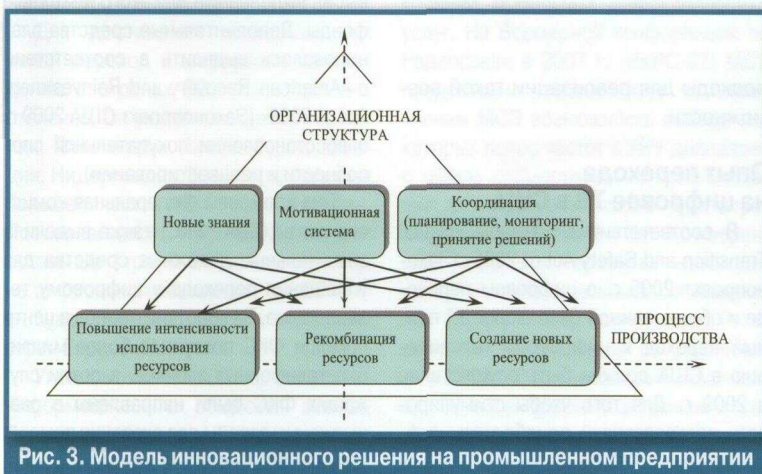 ОРГАНИЗАЦИОННАЯ
СТРУКТУРА
Новые знания
Мотивационная
система
Координация
(планирование, мониторинг,
принятие решений)
Повышение интенсивности
использования
ресурсов
Рекомбинация
ресурсов
Создание новых
ресурсов
ПРОЦЕСС
ПРОИЗВОДСТВА
Рис. 3. Модель инновационного решения на промышленном предприятии